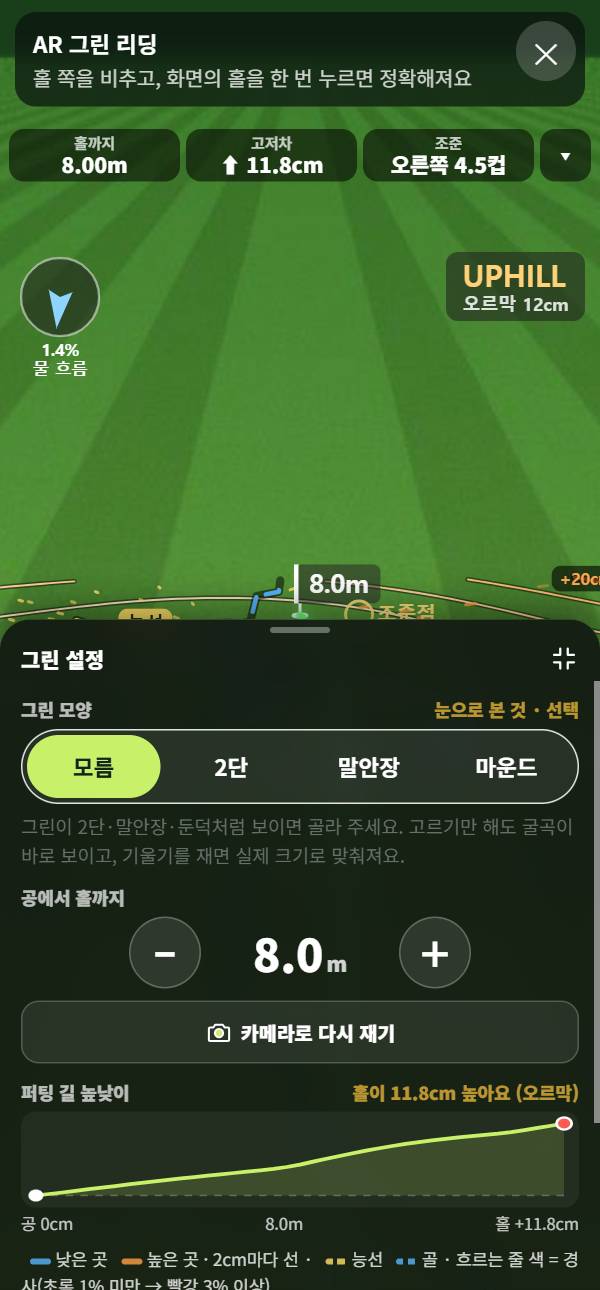 AR 그린 리딩
홀 쪽을 비추고, 화면의 홀을 한 번 누르면 정확해져요
홀까지
8.00m
고저차
⬆ 11.8cm
조준
오른쪽 4.5컵
▼
UPHILL
오르막 12cm
1.4%
물 흐름
8.0m
조준점
그린 설정
그린 모양
눈으로 본 것 · 선택
모름
2단
말안장
마운드
그린이 2단·말안장·둔덕처럼 보이면 골라 주세요. 고르기만 해도 굴곡이
바로 보이고, 기울기를 재면 실제 크기로 맞춰져요.
공에서 홀까지
−
8.0m
+
카메라로 다시 재기
퍼팅 길 높낮이
홀이 11.8cm 높아요 (오르막)
공 0cm
8.0m
홀 +11.8cm
낮은 곳 높은 곳 · 2cm마다 선 · 능선 골 · 흐르는 줄 색 = 경
사(초록 1% 미만 → 빨강 3% 이상)